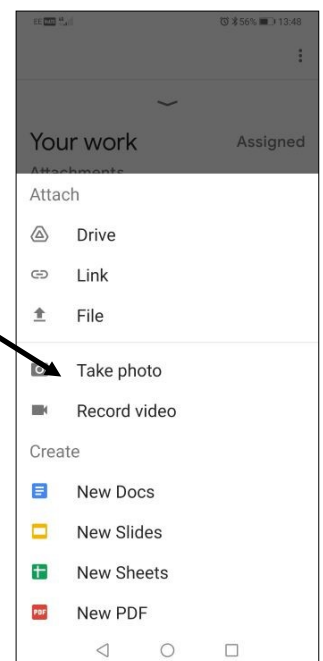 56% 13:48
Your work Assigned
Attachments
Attach
Drive
Link
File
Take photo
Record video
Create
New Docs
New Slides
New Sheets
PDF New PDF